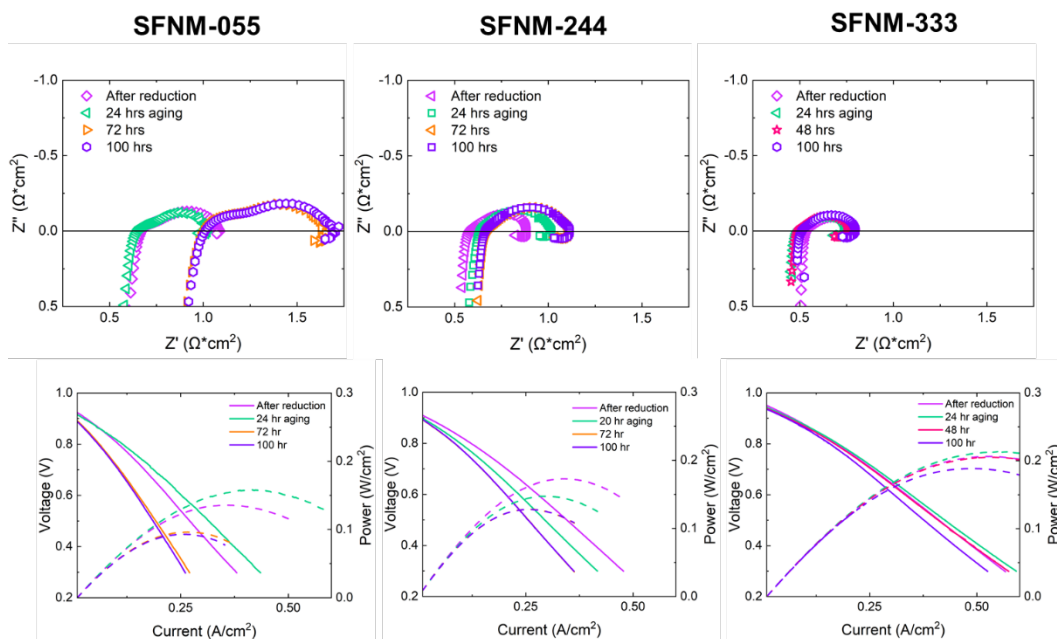 SFNM-055
SFNM-244
SFNM-333
-1.0
-0.5
0.0
0.5
Z" (Ω*cm²)
After reduction
24 hrs aging
72 hrs
100 hrs
0.5 1.0 1.5
Z' (Ω*cm²)
-1.0
-0.5
0.0
0.5
Z" (Ω*cm²)
After reduction
24 hrs aging
72 hrs
100 hrs
0.5 1.0 1.5
Z' (Ω*cm²)
-1.0
-0.5
0.0
0.5
Z" (Ω*cm²)
After reduction
24 hrs aging
48 hrs
100 hrs
0.5 1.0 1.5
Z' (Ω*cm²)
1.0
0.8
0.6
0.4
0.2
Voltage (V)
After reduction
24 hr aging
72 hr
100 hr
0.3
0.2
0.1
0.0
Power (W/cm²)
0.25 0.50
Current (A/cm²)
1.0
0.8
0.6
0.4
0.2
Voltage (V)
After reduction
20 hr aging
72 hr
100 hr
0.3
0.2
0.1
0.0
Power (W/cm²)
0.25 0.50
Current (A/cm²)
1.0
0.8
0.6
0.4
0.2
Voltage (V)
After reduction
24 hr aging
48 hr
100 hr
0.3
0.2
0.1
0.0
Power (W/cm²)
0.25 0.50
Current (A/cm²)